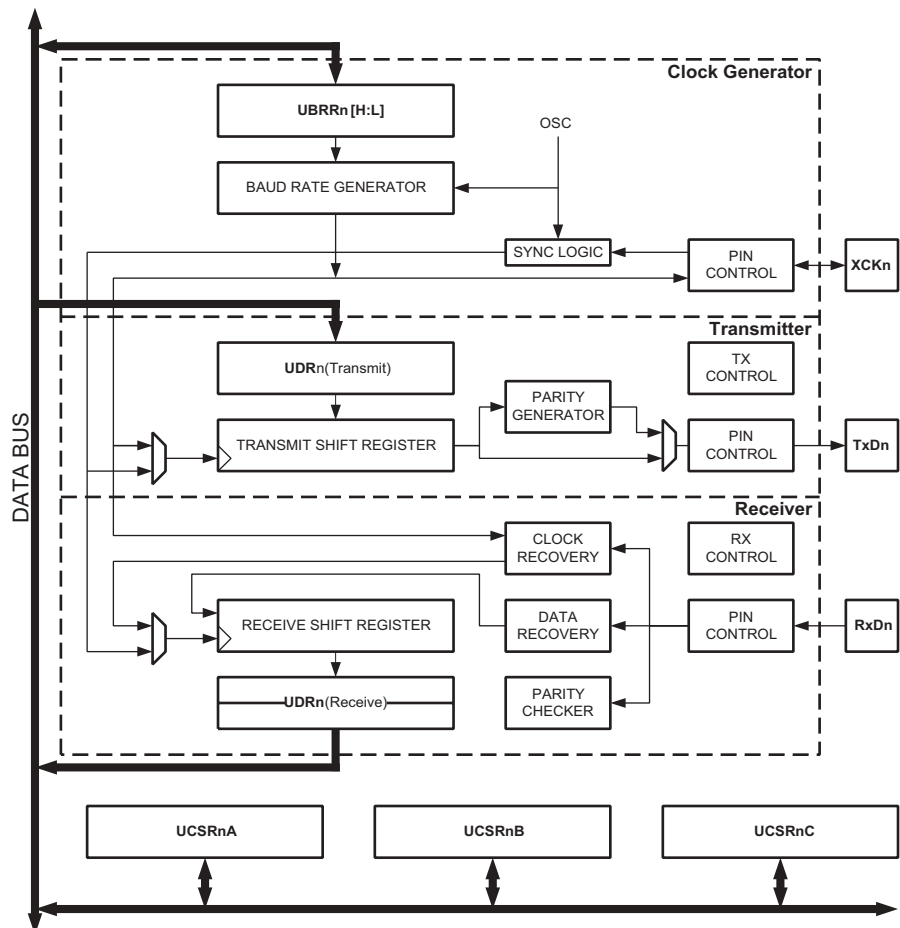 Clock Generator
UBRRn [H:L]
OSC
BAUD RATE GENERATOR
SYNC LOGIC
PIN
CONTROL
XCKn
Transmitter
UDRn(Transmit)
TX
CONTROL
PARITY
GENERATOR
TRANSMIT SHIFT REGISTER
PIN
CONTROL
TxDn
DATA BUS
Receiver
CLOCK
RECOVERY
RX
CONTROL
RECEIVE SHIFT REGISTER
DATA
RECOVERY
PIN
CONTROL
RxDn
UDRn(Receive)
PARITY
CHECKER
UCSRnA
UCSRnB
UCSRnC